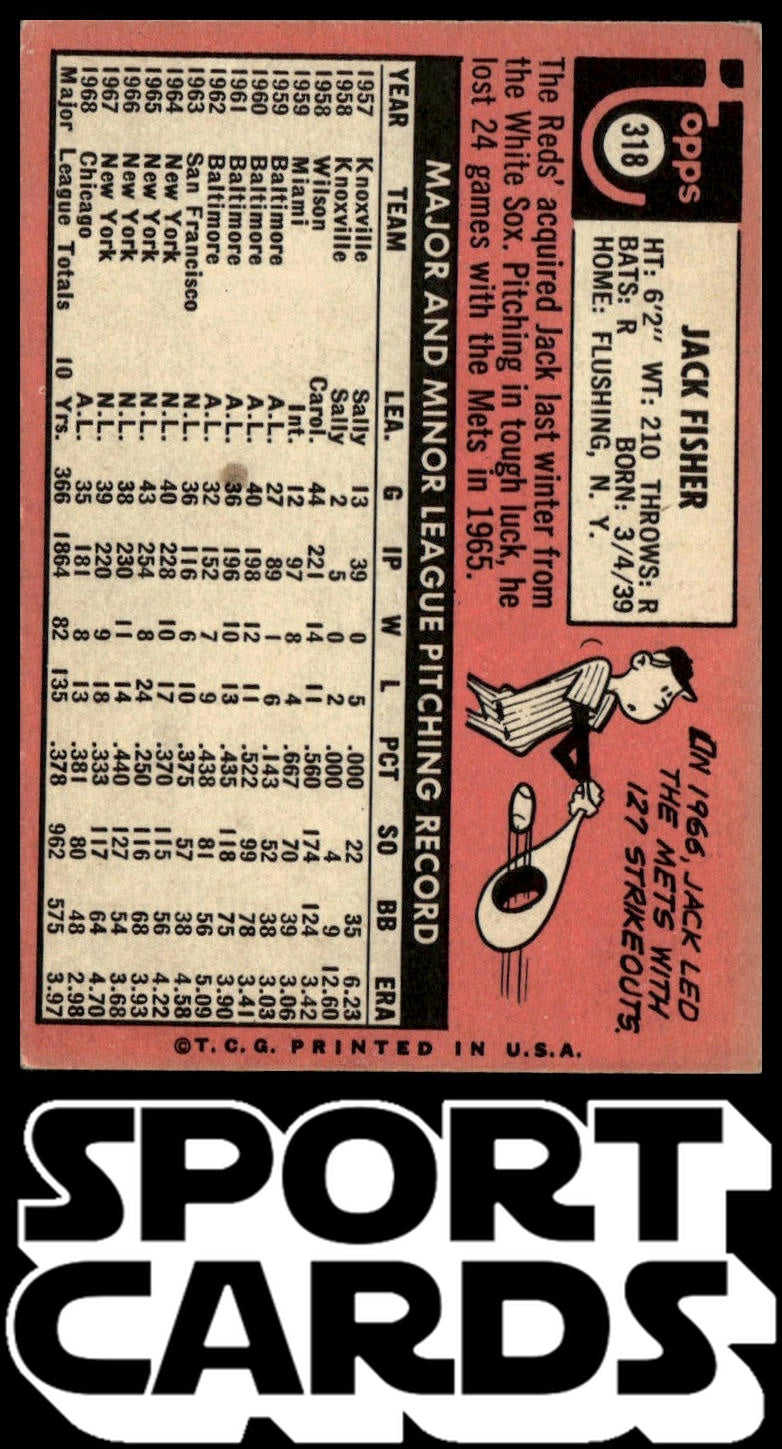 Topps
318
JACK FISHER
HT: 6'2" WT: 210 THROWS: R
BATS: R BORN: 3/4/39
HOME: FLUSHING, N. Y.
The Reds' acquired Jack last winter from
the White Sox. Pitching in tough luck, he
lost 24 games with the Mets in 1965.
IN 1966, JACK LED
THE METS WITH
127 STRIKEOUTS.
MAJOR AND MINOR LEAGUE PITCHING RECORD
YEAR TEAM LEA. G IP W L PCT SO BB ERA
1957 Knoxville Sally 13 39 0 5 .000 22 35 6.23
1958 Knoxville Sally 2 5 0 2 .000 4 9 12.60
1958 Wilson Carol. 44 221 14 11 .560 174 124 3.42
1959 Miami Int. 12 97 8 4 .667 70 39 3.06
1959 Baltimore A.L. 27 89 1 6 .143 52 38 3.03
1960 Baltimore A.L. 40 198 12 11 .522 99 78 3.41
1961 Baltimore A.L. 36 196 10 13 .435 118 75 3.90
1962 Baltimore A.L. 32 152 7 9 .438 81 56 5.09
1963 San Francisco N.L. 36 116 6 10 .375 57 38 4.58
1964 New York N.L. 40 228 10 17 .370 115 56 4.22
1965 New York N.L. 43 254 8 24 .250 116 68 3.93
1966 New York N.L. 38 230 11 14 .440 127 54 3.68
1967 New York N.L. 39 220 9 18 .333 117 64 4.70
1968 Chicago A.L. 35 181 8 13 .381 80 48 2.98
Major League Totals 10 Yrs. 366 1864 82 135 .378 962 575 3.97
©T.C.G. PRINTED IN U.S.A.
SPORT
CARDS